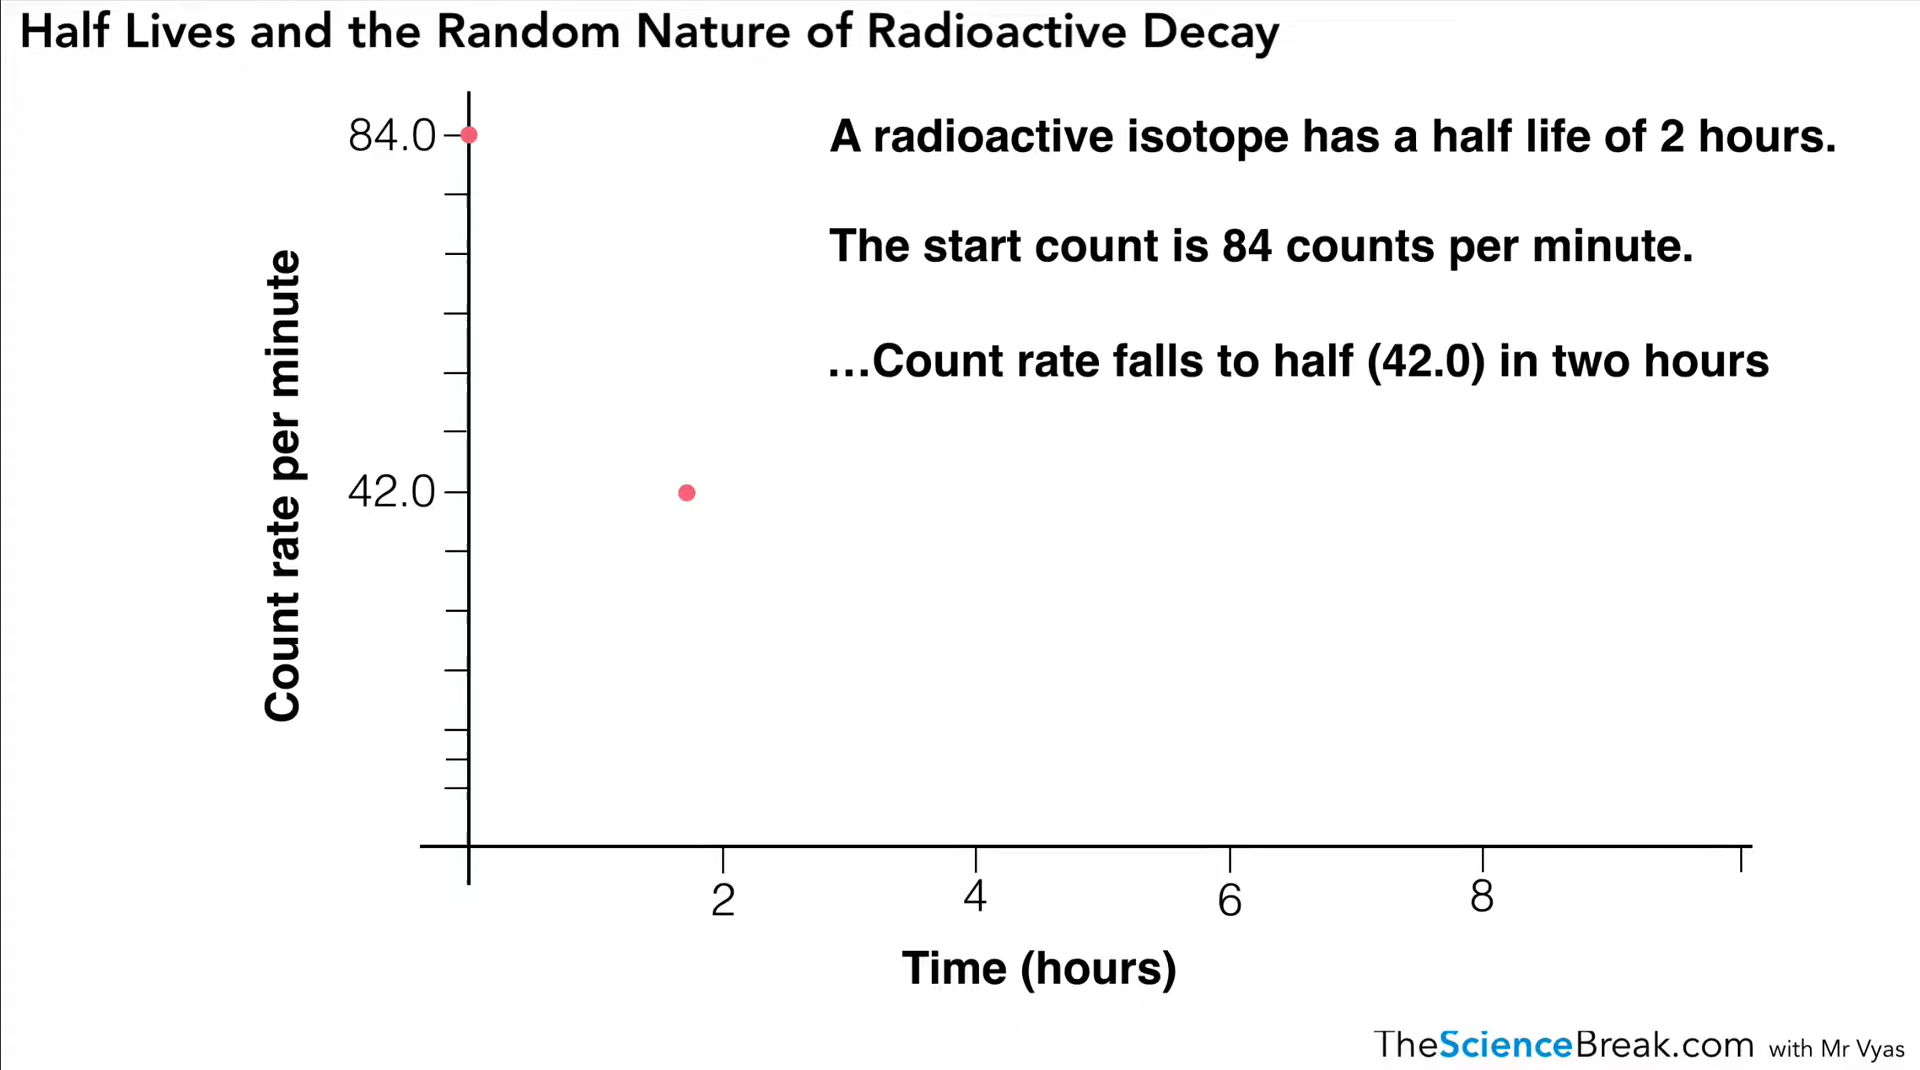 Half Lives and the Random Nature of Radioactive Decay
84.0
A radioactive isotope has a half life of 2 hours.
The start count is 84 counts per minute.
...Count rate falls to half (42.0) in two hours
Count rate per minute
42.0
2 4 6 8
Time (hours)
TheScienceBreak.com with Mr Vyas